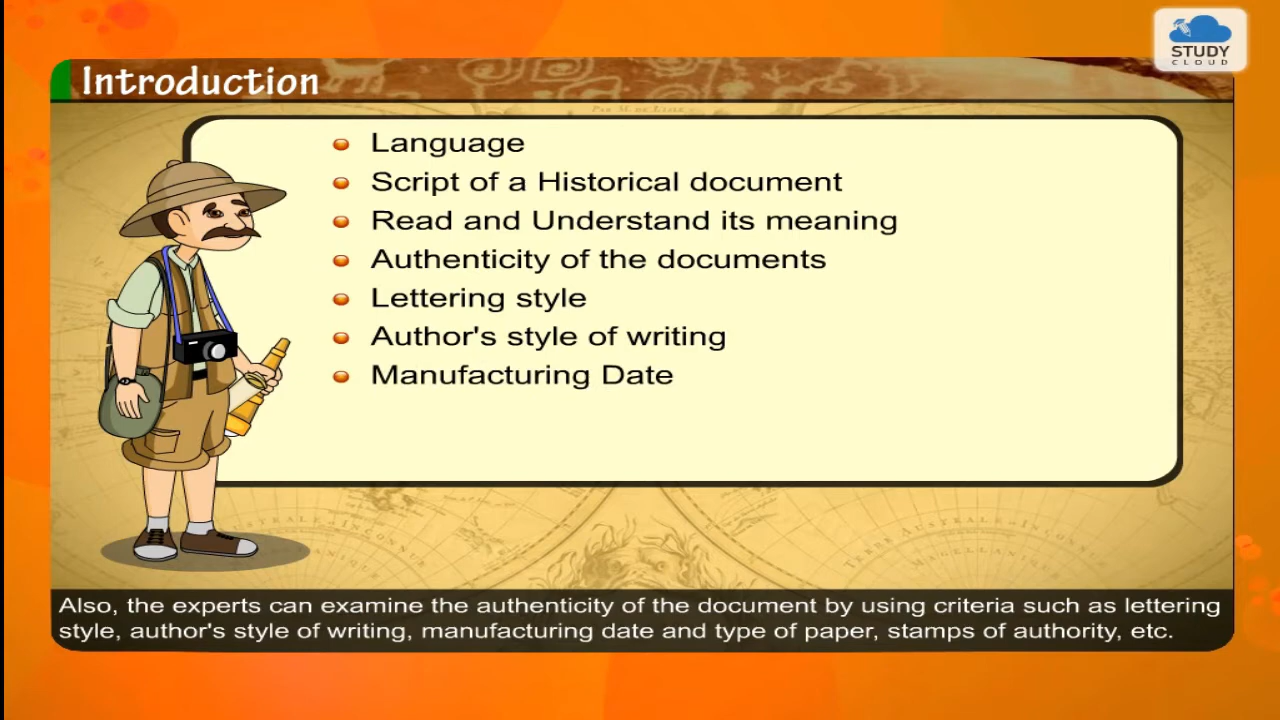 STUDY
CLOUD
Introduction
Language
Script of a Historical document
Read and Understand its meaning
Authenticity of the documents
Lettering style
Author's style of writing
Manufacturing Date
Also, the experts can examine the authenticity of the document by using criteria such as lettering
style, author's style of writing, manufacturing date and type of paper, stamps of authority, etc.